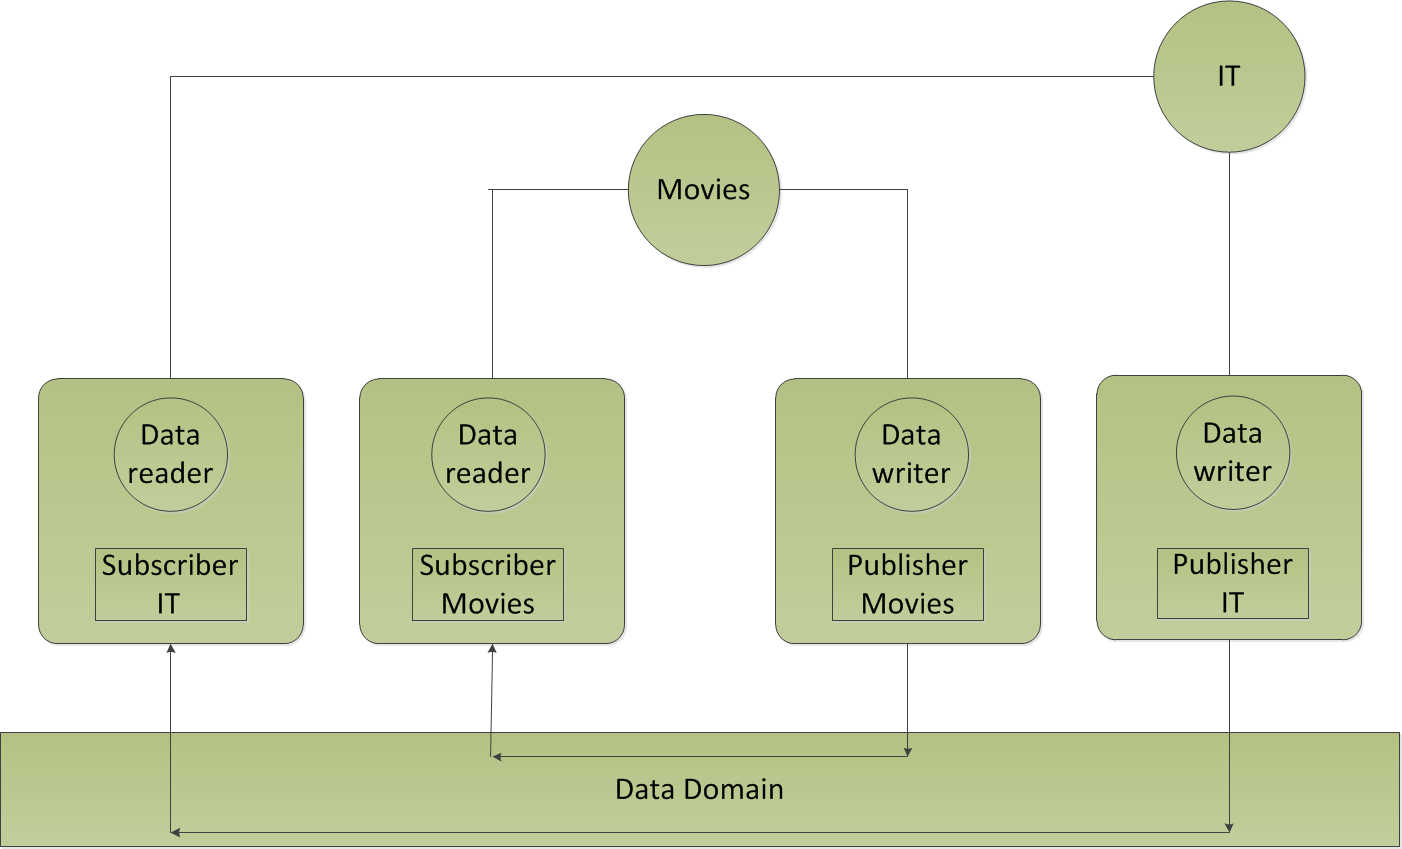 IT
Movies
Data
reader
Subscriber
IT
Data
reader
Subscriber
Movies
Data
writer
Publisher
Movies
Data
writer
Publisher
IT
Data Domain